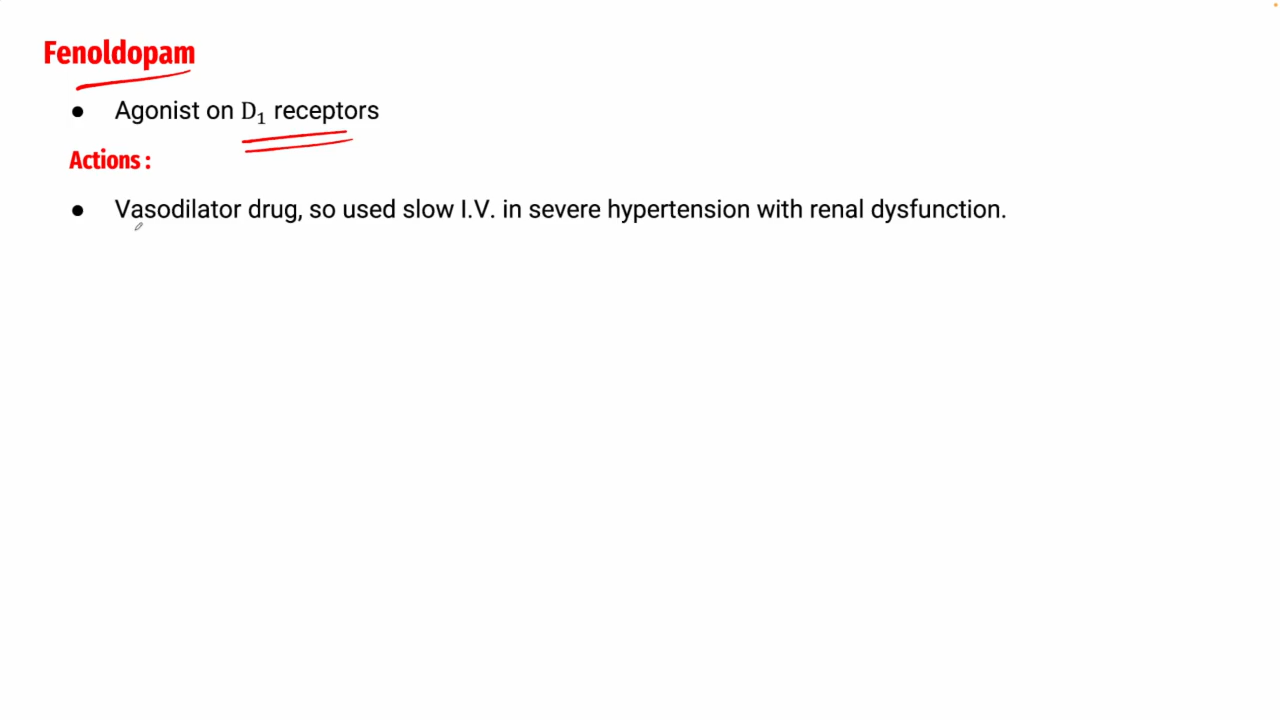 Fenoldopam
● Agonist on D₁ receptors
Actions :
● Vasodilator drug, so used slow I.V. in severe hypertension with renal dysfunction.